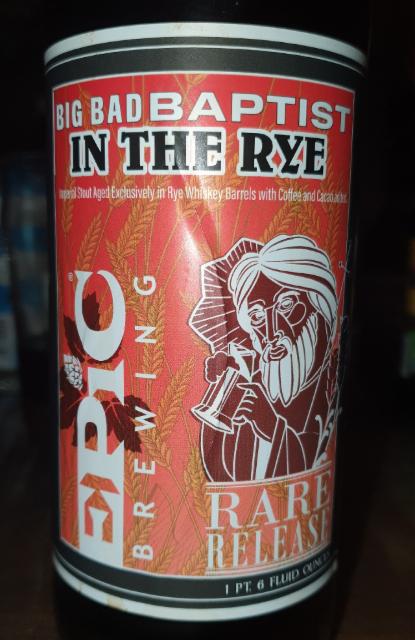 BIG BAD BAPTIST
IN THE RYE
Imperial Stout Aged Exclusively in Rye Whiskey Barrels with Coffee and Cacao added
EPIC®
BREWING
RARE
RELEASE
1 PT. 6 FLUID OUNCES